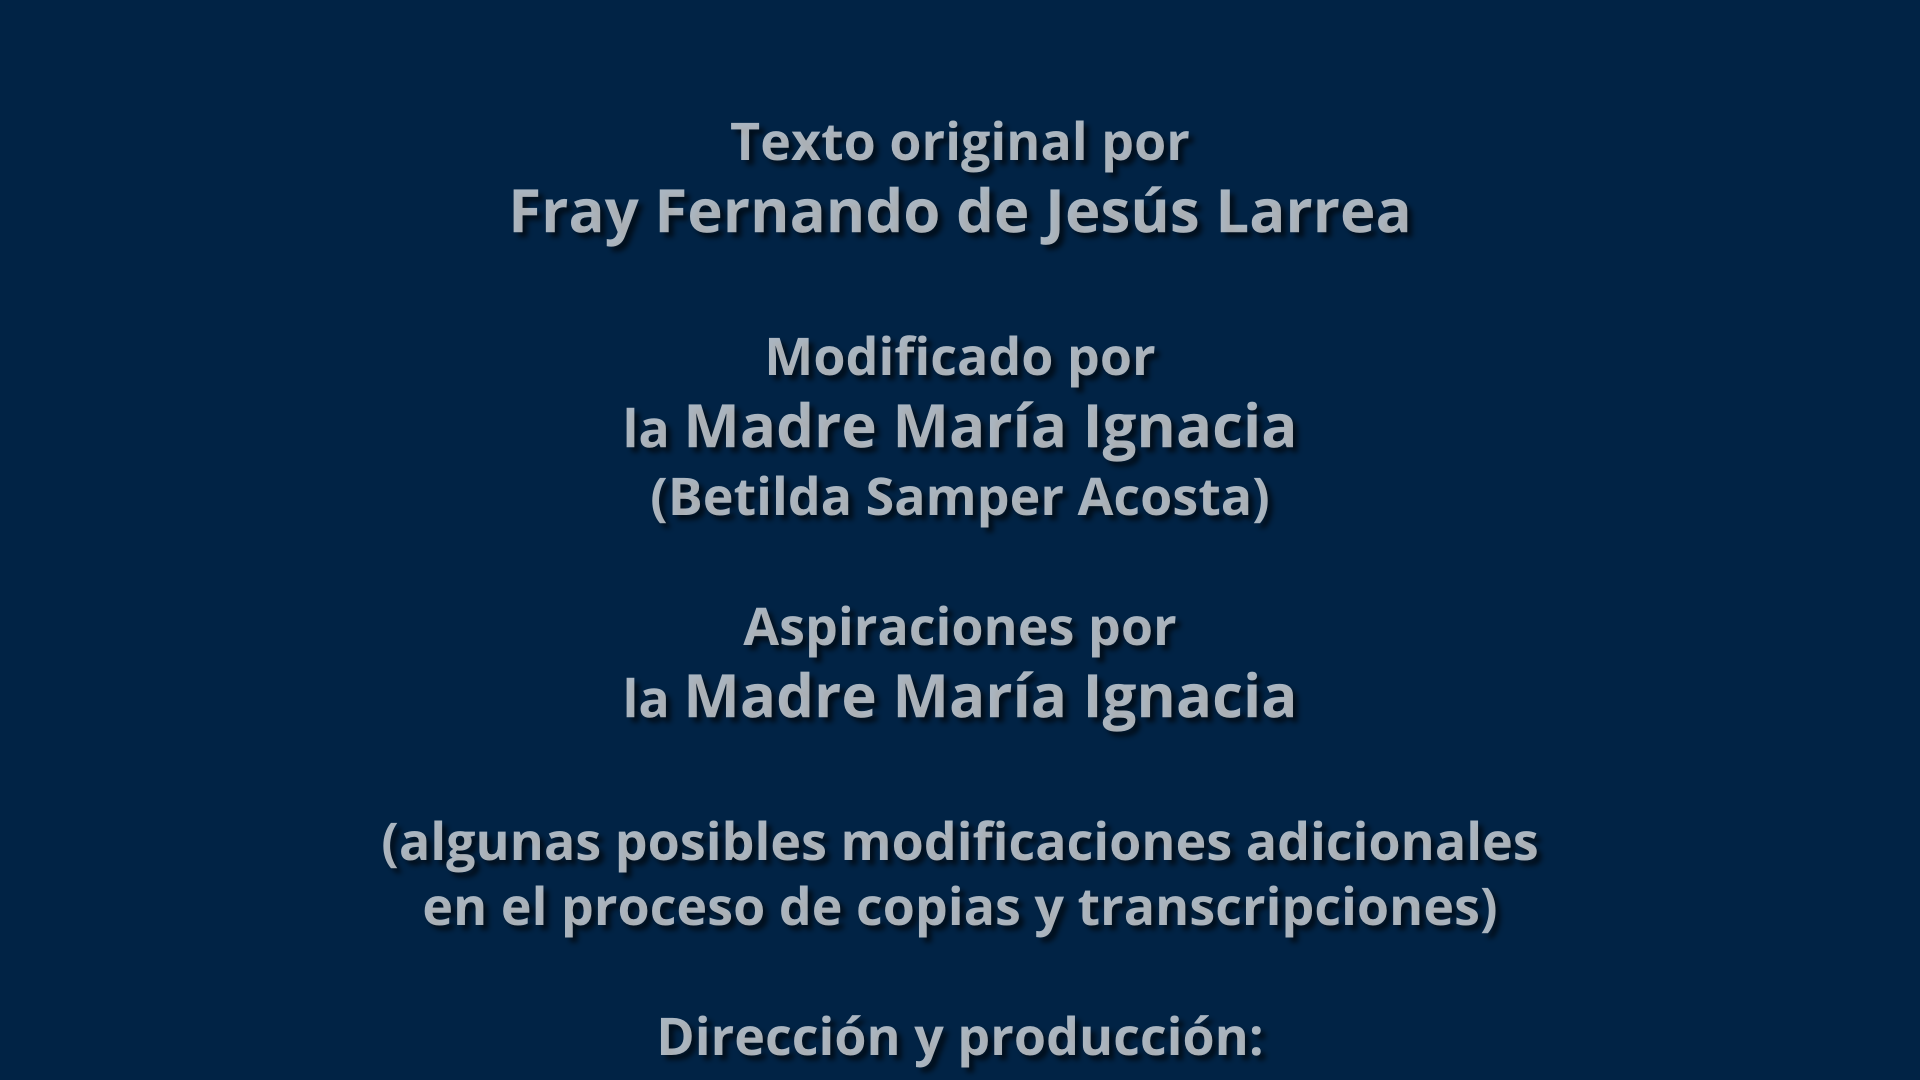 Texto original por
Fray Fernando de Jesús Larrea
Modificado por
la Madre María Ignacia
(Betilda Samper Acosta)
Aspiraciones por
la Madre María Ignacia
(algunas posibles modificaciones adicionales
en el proceso de copias y transcripciones)
Dirección y producción: